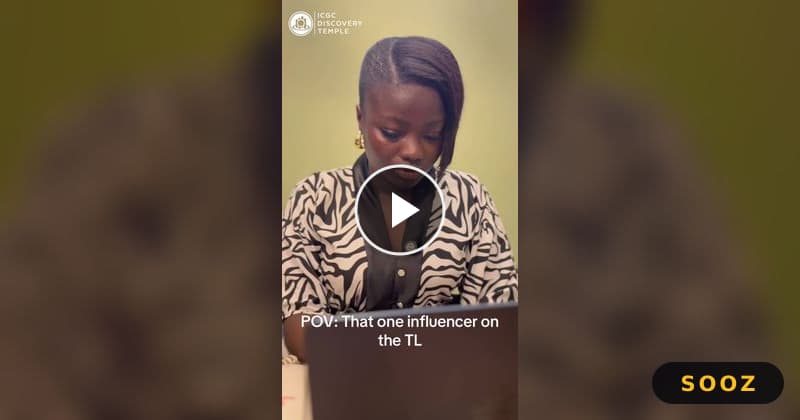 ICGC
DISCOVERY
TEMPLE
POV: That one influencer on
the TL
SOOZ